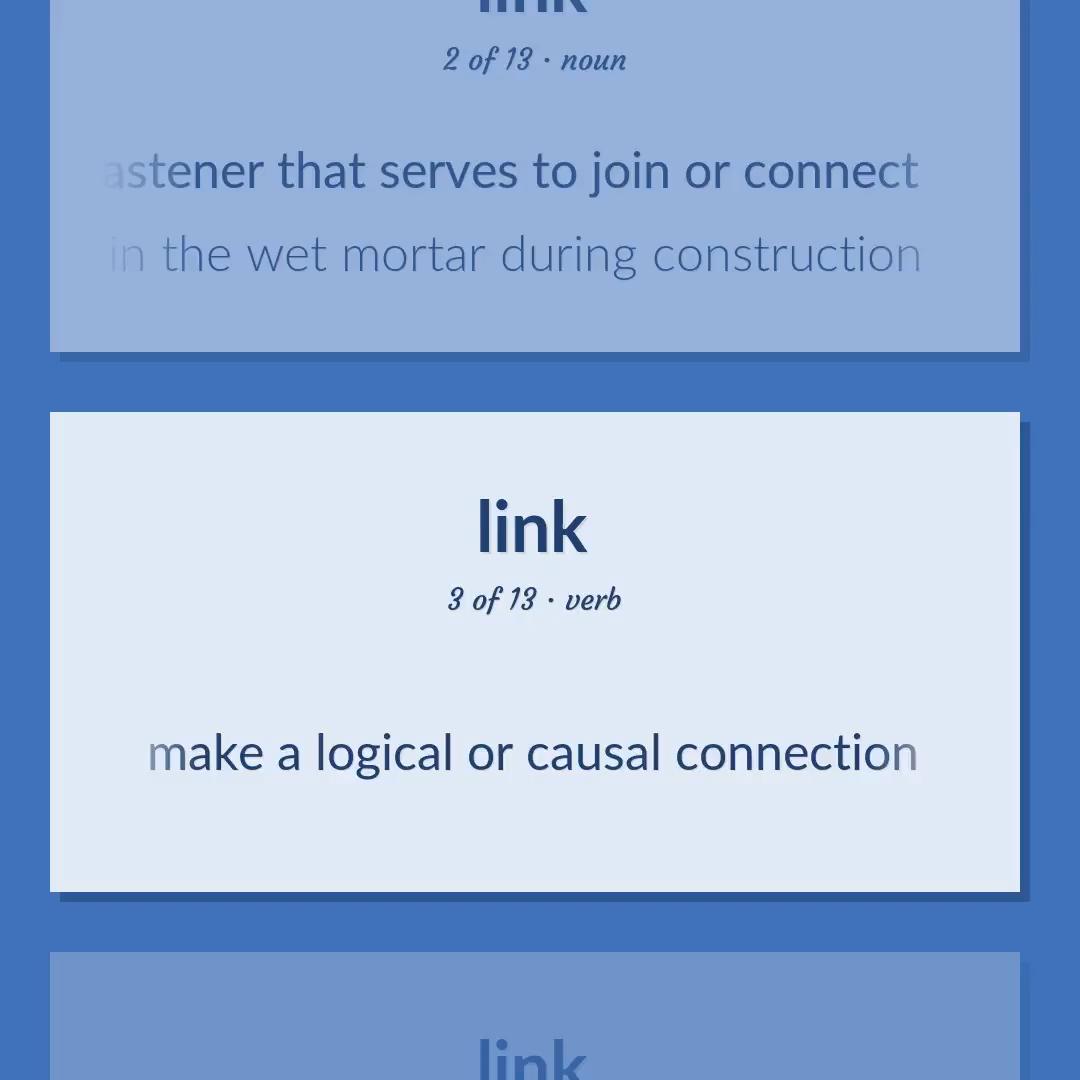 link
2 of 13 · noun
astener that serves to join or connect
in the wet mortar during construction
link
3 of 13 · verb
make a logical or causal connection
link